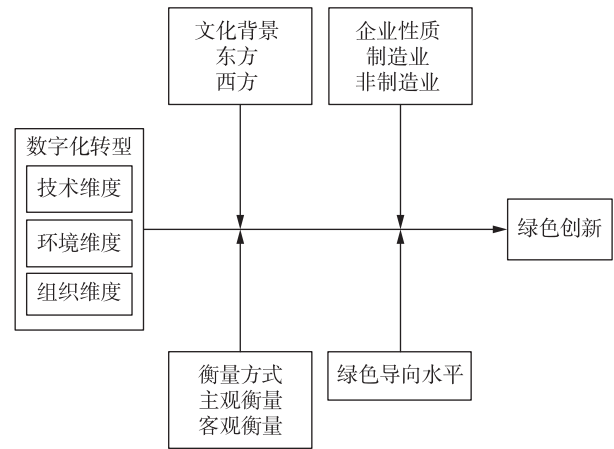 文化背景
东方
西方
企业性质
制造业
非制造业
数字化转型
技术维度
环境维度
组织维度
绿色创新
衡量方式
主观衡量
客观衡量
绿色导向水平